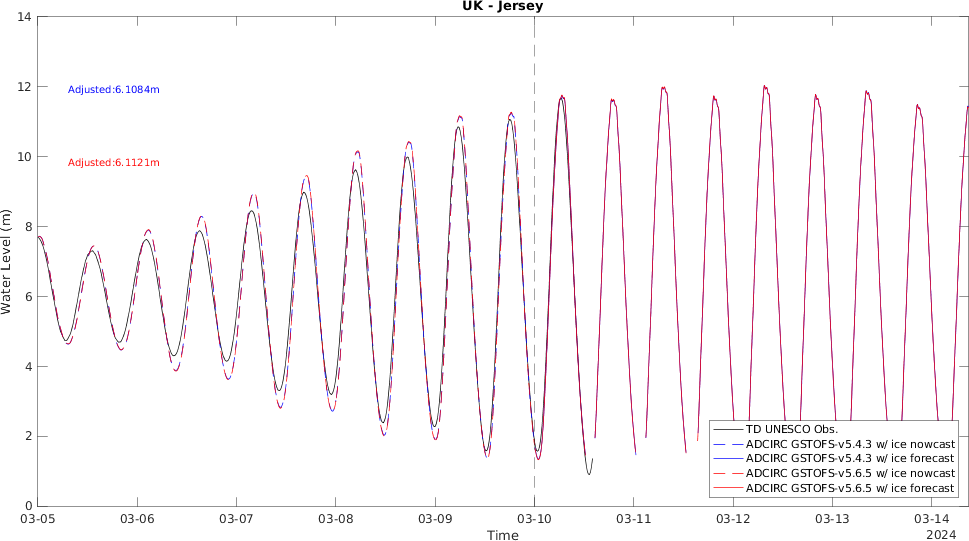 UK - Jersey
14
12
10
8
6
4
2
0
Water Level (m)
Adjusted:6.1084m
Adjusted:6.1121m
TD UNESCO Obs.
ADCIRC GSTOFS-v5.4.3 w/ ice nowcast
ADCIRC GSTOFS-v5.4.3 w/ ice forecast
ADCIRC GSTOFS-v5.6.5 w/ ice nowcast
ADCIRC GSTOFS-v5.6.5 w/ ice forecast
03-05 03-06 03-07 03-08 03-09 03-10 03-11 03-12 03-13 03-14
Time
2024